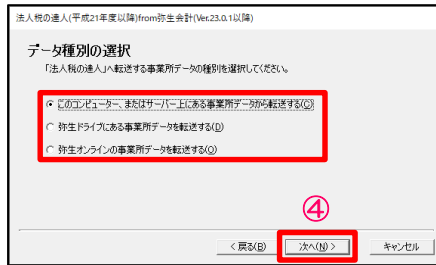 法人税の達人(平成21年度以降)from弥生会計(Ver.23.0.1以降)
データ種別の選択
「法人税の達人」へ転送する事業所データの種別を選択してください。
このコンピューター、またはサーバー上にある事業所データから転送する(C)
弥生ドライブにある事業所データを転送する(D)
弥生オンラインの事業所データを転送する(O)
④
< 戻る(B) 次へ(N) > キャンセル